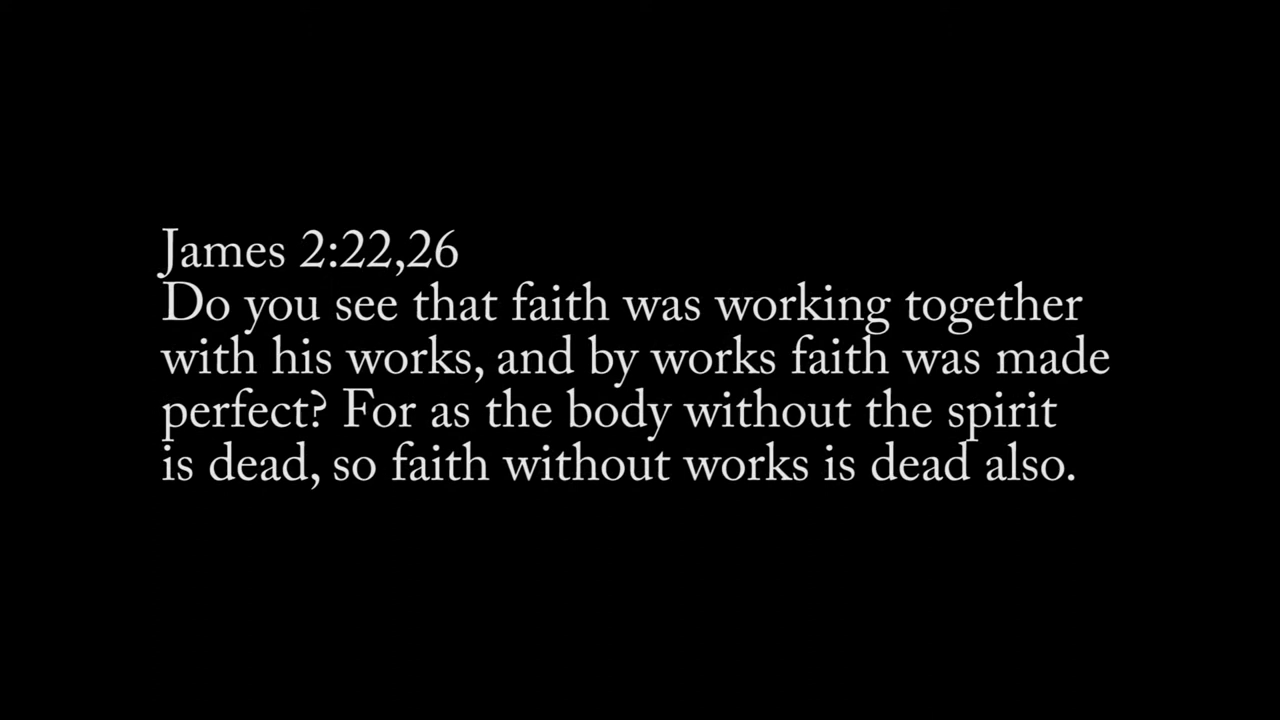 James 2:22,26
Do you see that faith was working together
with his works, and by works faith was made
perfect? For as the body without the spirit
is dead, so faith without works is dead also.